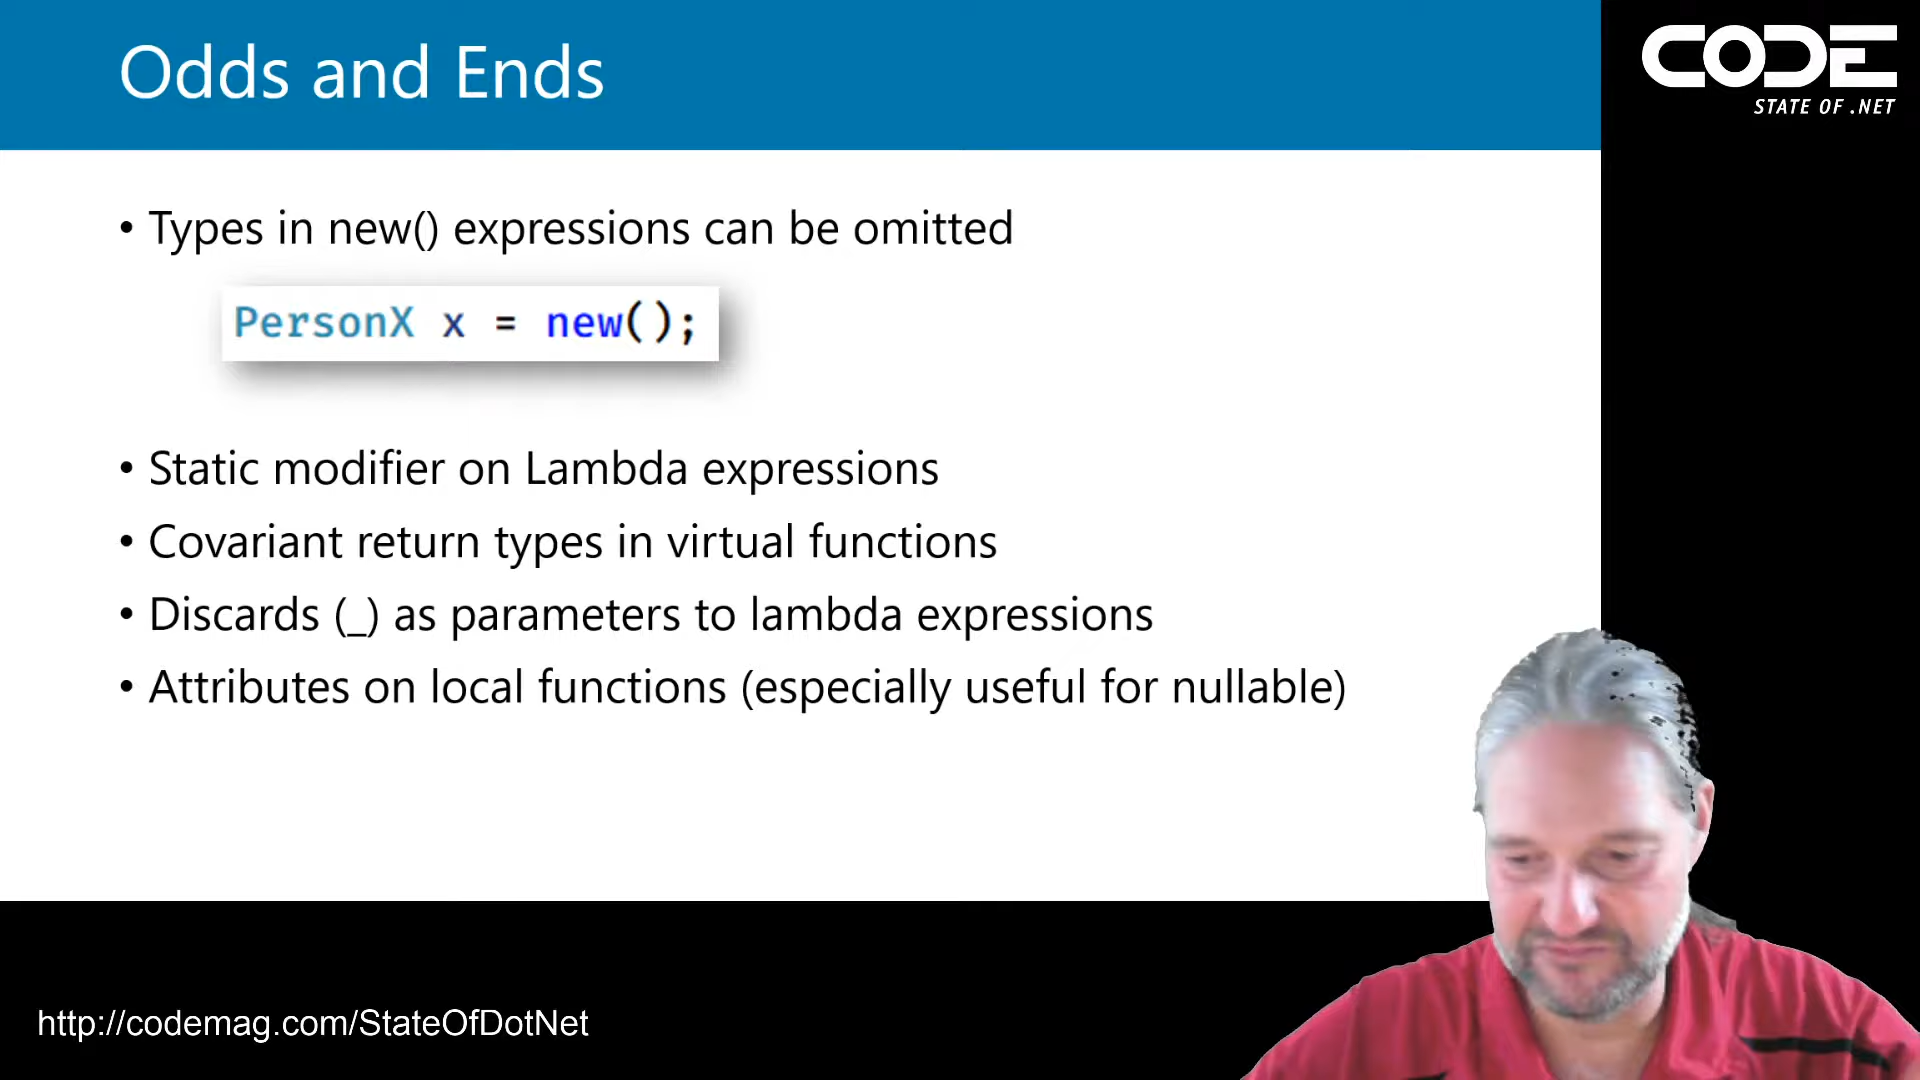 Odds and Ends
CODE
STATE OF .NET
• Types in new() expressions can be omitted
PersonX x = new();
• Static modifier on Lambda expressions
• Covariant return types in virtual functions
• Discards (_) as parameters to lambda expressions
• Attributes on local functions (especially useful for nullable)
http://codemag.com/StateOfDotNet